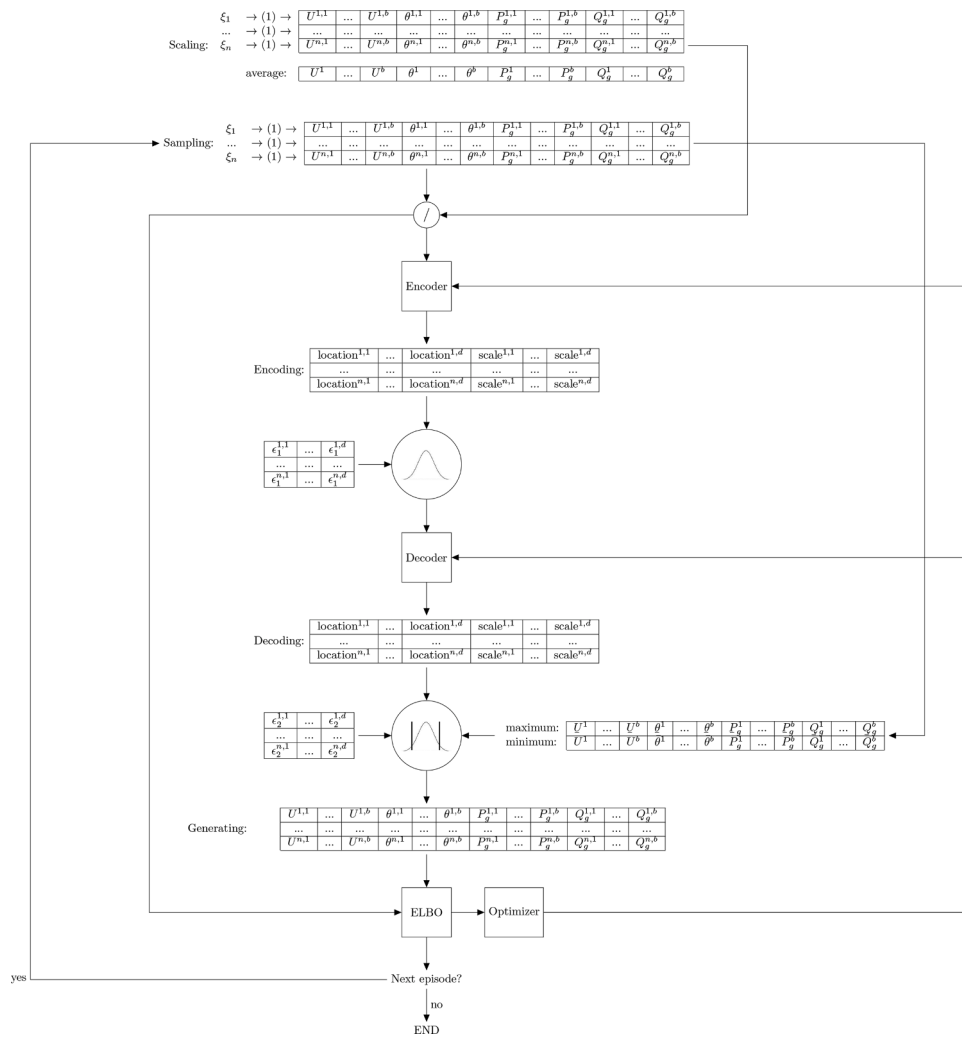 ξ₁ → (1) → U^{1,1} ... U^{1,b} θ^{1,1} ... θ^{1,b} P_g^{1,1} ... P_g^{1,b} Q_g^{1,1} ... Q_g^{1,b}
... → (1) → ... ... ... ... ... ... ... ... ... ... ... ...
Scaling: ξₙ → (1) → U^{n,1} ... U^{n,b} θ^{n,1} ... θ^{n,b} P_g^{n,1} ... P_g^{n,b} Q_g^{n,1} ... Q_g^{n,b}
average: U^1 ... U^b θ^1 ... θ^b P_g^1 ... P_g^b Q_g^1 ... Q_g^b
ξ₁ → (1) → U^{1,1} ... U^{1,b} θ^{1,1} ... θ^{1,b} P_g^{1,1} ... P_g^{1,b} Q_g^{1,1} ... Q_g^{1,b}
Sampling: ... → (1) → ... ... ... ... ... ... ... ... ... ... ... ...
ξₙ → (1) → U^{n,1} ... U^{n,b} θ^{n,1} ... θ^{n,b} P_g^{n,1} ... P_g^{n,b} Q_g^{n,1} ... Q_g^{n,b}
/
Encoder
location^{1,1} ... location^{1,d} scale^{1,1} ... scale^{1,d}
Encoding: ... ... ... ... ... ...
location^{n,1} ... location^{n,d} scale^{n,1} ... scale^{n,d}
ε₁^{1,1} ... ε₁^{1,d}
... ... ...
ε₁^{n,1} ... ε₁^{n,d}
Decoder
location^{1,1} ... location^{1,d} scale^{1,1} ... scale^{1,d}
Decoding: ... ... ... ... ... ...
location^{n,1} ... location^{n,d} scale^{n,1} ... scale^{n,d}
ε₂^{1,1} ... ε₂^{1,d}
... ... ...
ε₂^{n,1} ... ε₂^{n,d}
maximum: U̲^1 ... U̲^b θ̲^1 ... θ̲^b P̲_g^1 ... P̲_g^b Q̲_g^1 ... Q̲_g^b
minimum: U̅^1 ... U̅^b θ̅^1 ... θ̅^b P̅_g^1 ... P̅_g^b Q̅_g^1 ... Q̅_g^b
U^{1,1} ... U^{1,b} θ^{1,1} ... θ^{1,b} P_g^{1,1} ... P_g^{1,b} Q_g^{1,1} ... Q_g^{1,b}
Generating: ... ... ... ... ... ... ... ... ... ... ... ...
U^{n,1} ... U^{n,b} θ^{n,1} ... θ^{n,b} P_g^{n,1} ... P_g^{n,b} Q_g^{n,1} ... Q_g^{n,b}
ELBO Optimizer
yes Next episode?
no
END